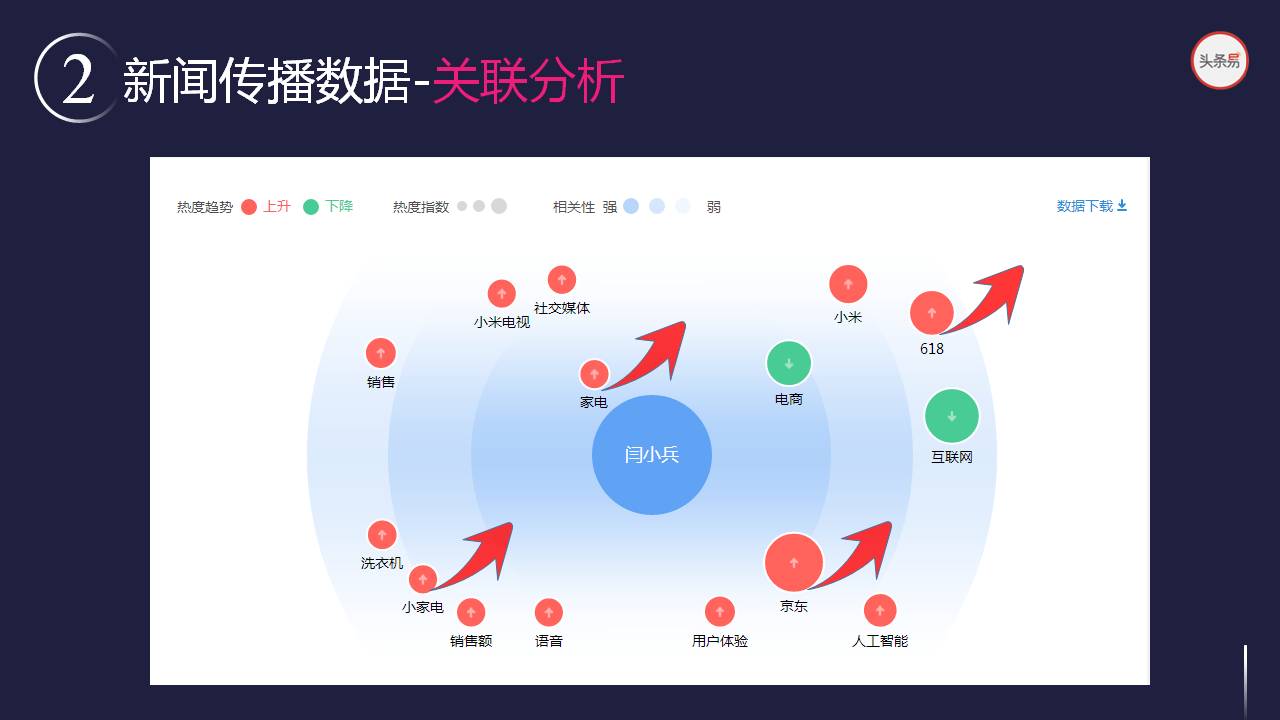 2 新闻传播数据-关联分析
头条易
热度趋势 上升 下降 热度指数 相关性 强 弱 数据下载
社交媒体
小米电视
小米
618
销售
家电
电商
闫小兵
互联网
洗衣机
小家电
京东
销售额
语音
用户体验
人工智能